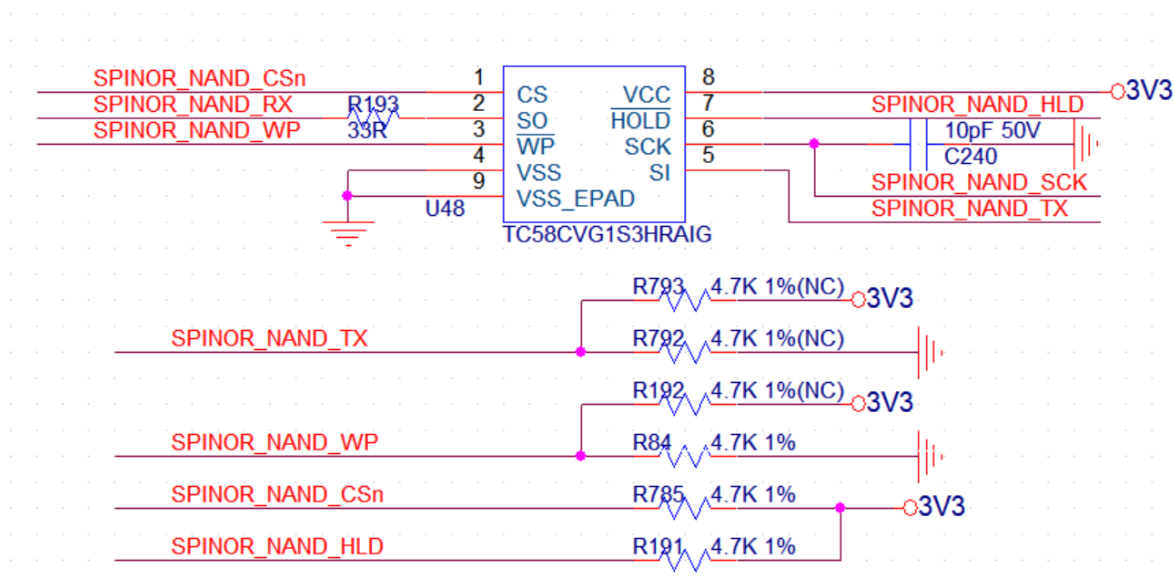 SPINOR_NAND_CSn 1 8 3V3
SPINOR_NAND_RX R193 2 CS VCC 7 SPINOR_NAND_HLD
SPINOR_NAND_WP 33R 3 SO HOLD 6 10pF 50V
4 WP SCK 5 C240
9 VSS SI SPINOR_NAND_SCK
U48 VSS_EPAD SPINOR_NAND_TX
TC58CVG1S3HRAIG
R793 4.7K 1%(NC) 3V3
SPINOR_NAND_TX R792 4.7K 1%(NC)
R192 4.7K 1%(NC) 3V3
SPINOR_NAND_WP R84 4.7K 1%
SPINOR_NAND_CSn R785 4.7K 1% 3V3
SPINOR_NAND_HLD R191 4.7K 1%